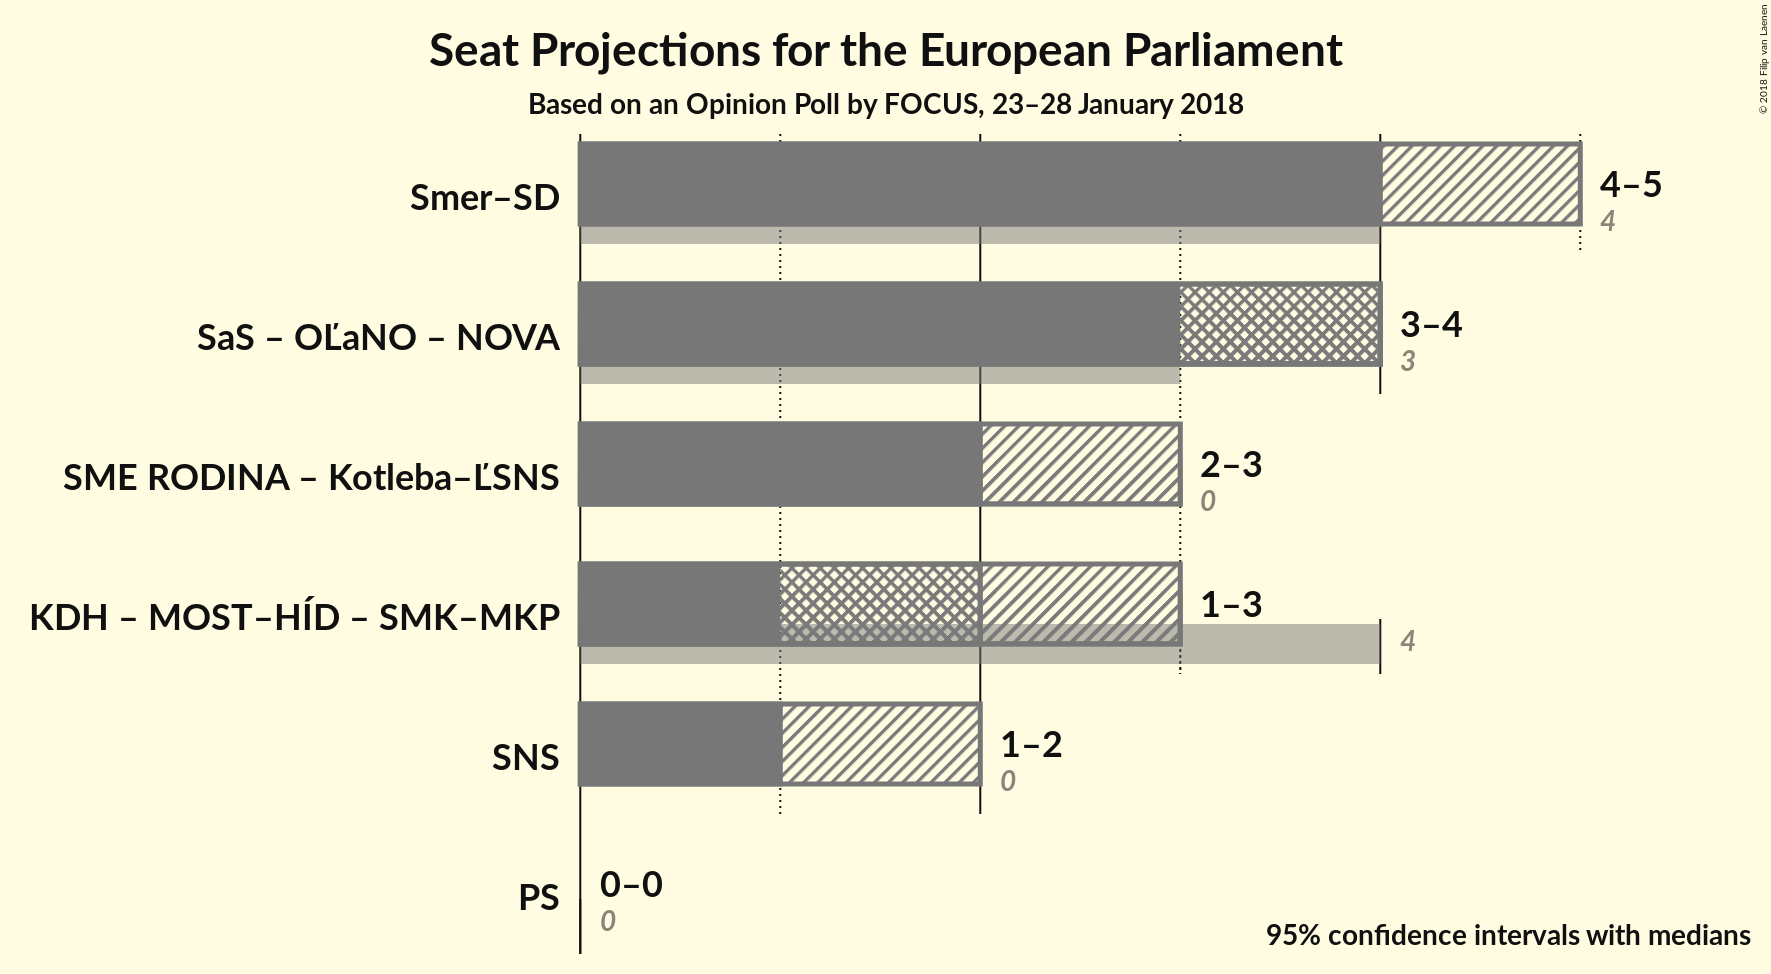 Seat Projections for the European Parliament
Based on an Opinion Poll by FOCUS, 23–28 January 2018
© 2018 Filip van Laenen
Smer–SD
4–5
4
SaS – OĽaNO – NOVA
3–4
3
SME RODINA – Kotleba–ĽSNS
2–3
0
KDH – MOST–HÍD – SMK–MKP
1–3
4
SNS
1–2
0
PS
0–0
0
95% confidence intervals with medians